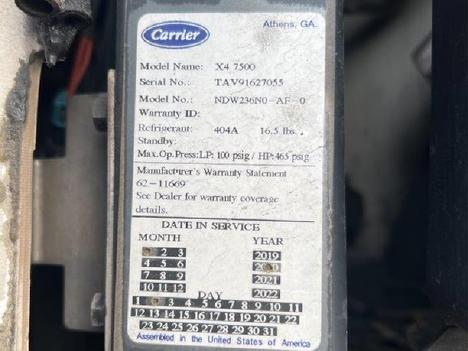 Carrier
Athens, GA.
Model Name: X4 7500
Serial No.: TAV91627055
Model No.: NDW236N0-AF-0
Warranty ID:
Refrigerant: 404A 16.5 lbs.
Standby:
Max.Op.Press:LP: 100 psig / HP:465 psig
Manufacturer's Warranty Statement
62-11669
See Dealer for warranty coverage
details.
DATE IN SERVICE
MONTH YEAR
2 3 2019
4 5 6
7 8 9 2021
10 11 12 2022
DAY
1 3 4 5 6 7 8 9 10 11
12 13 14 15 16 17 18 19 20 21 22
23 24 25 26 27 28 29 30 31
Assembled in the United States of America